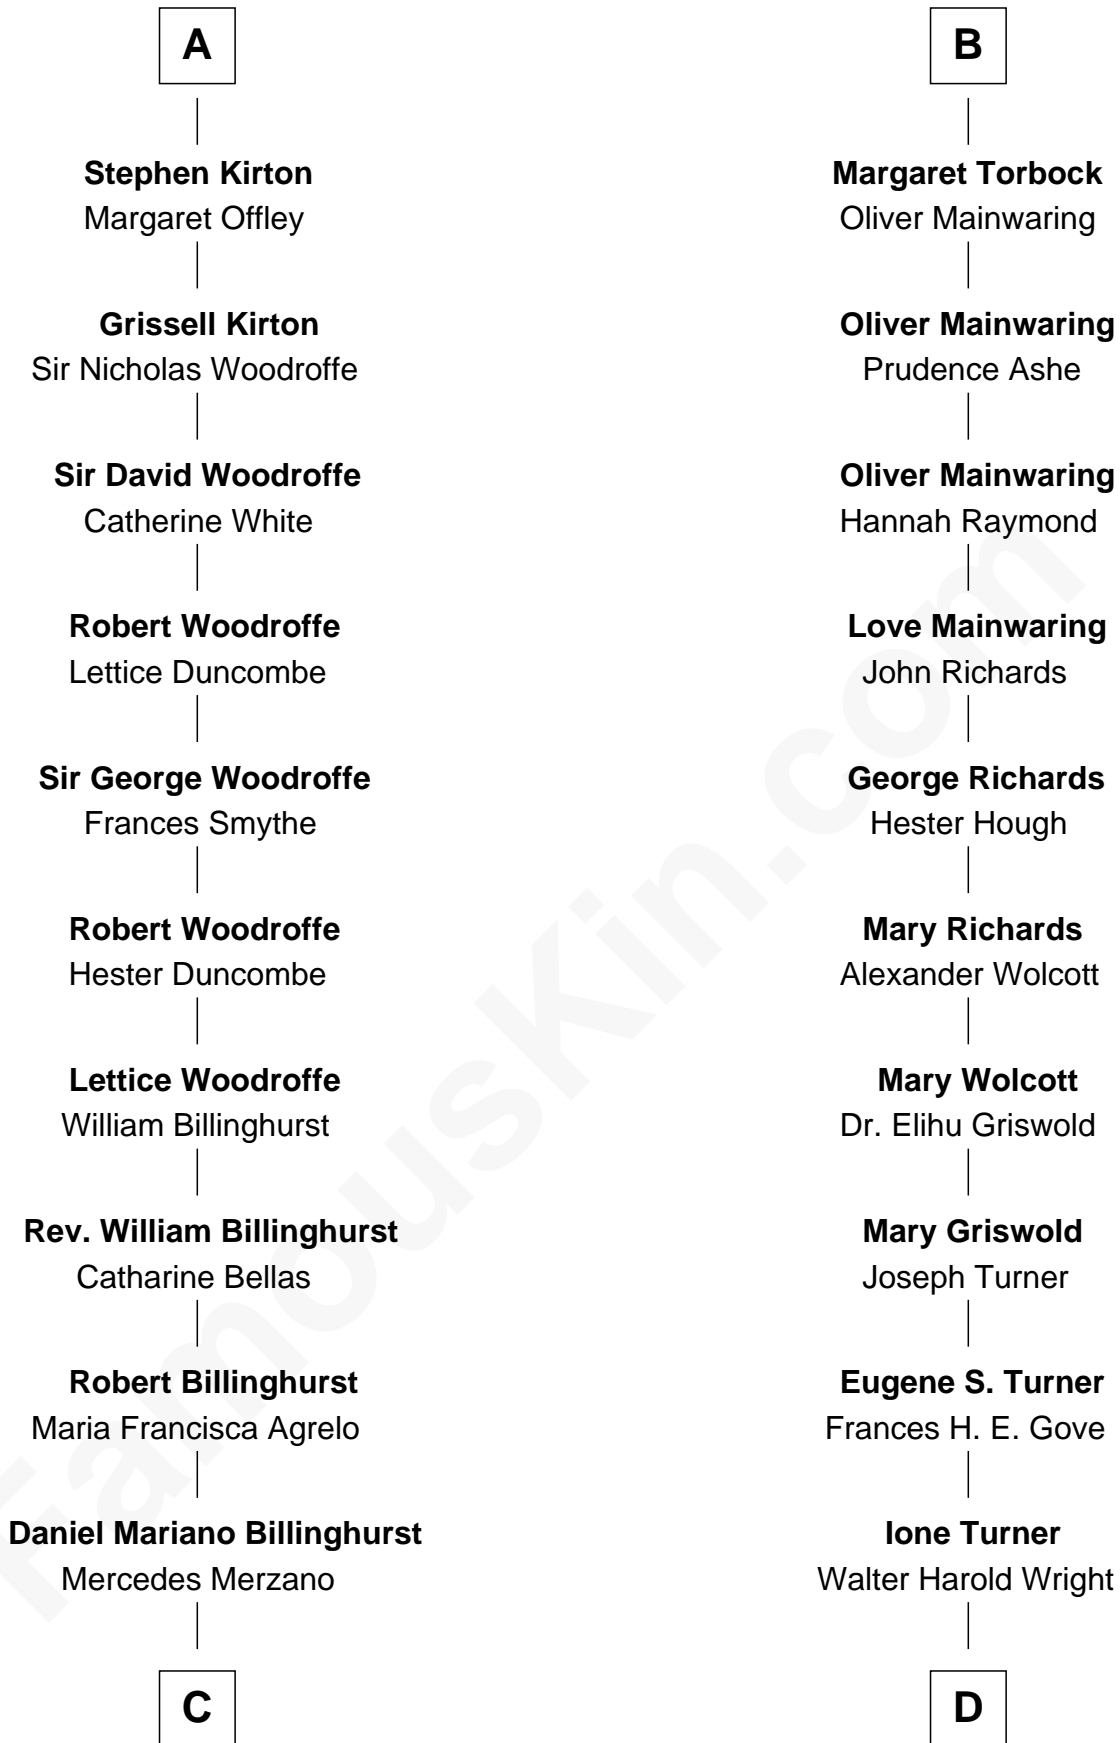 A
Stephen Kirton
Margaret Offley
Grissell Kirton
Sir Nicholas Woodroffe
Sir David Woodroffe
Catherine White
Robert Woodroffe
Lettice Duncombe
Sir George Woodroffe
Frances Smythe
Robert Woodroffe
Hester Duncombe
Lettice Woodroffe
William Billinghurst
Rev. William Billinghurst
Catharine Bellas
Robert Billinghurst
Maria Francisca Agrelo
Daniel Mariano Billinghurst
Mercedes Merzano
C
B
Margaret Torbock
Oliver Mainwaring
Oliver Mainwaring
Prudence Ashe
Oliver Mainwaring
Hannah Raymond
Love Mainwaring
John Richards
George Richards
Hester Hough
Mary Richards
Alexander Wolcott
Mary Wolcott
Dr. Elihu Griswold
Mary Griswold
Joseph Turner
Eugene S. Turner
Frances H. E. Gove
Ione Turner
Walter Harold Wright
D
FamousKin.com